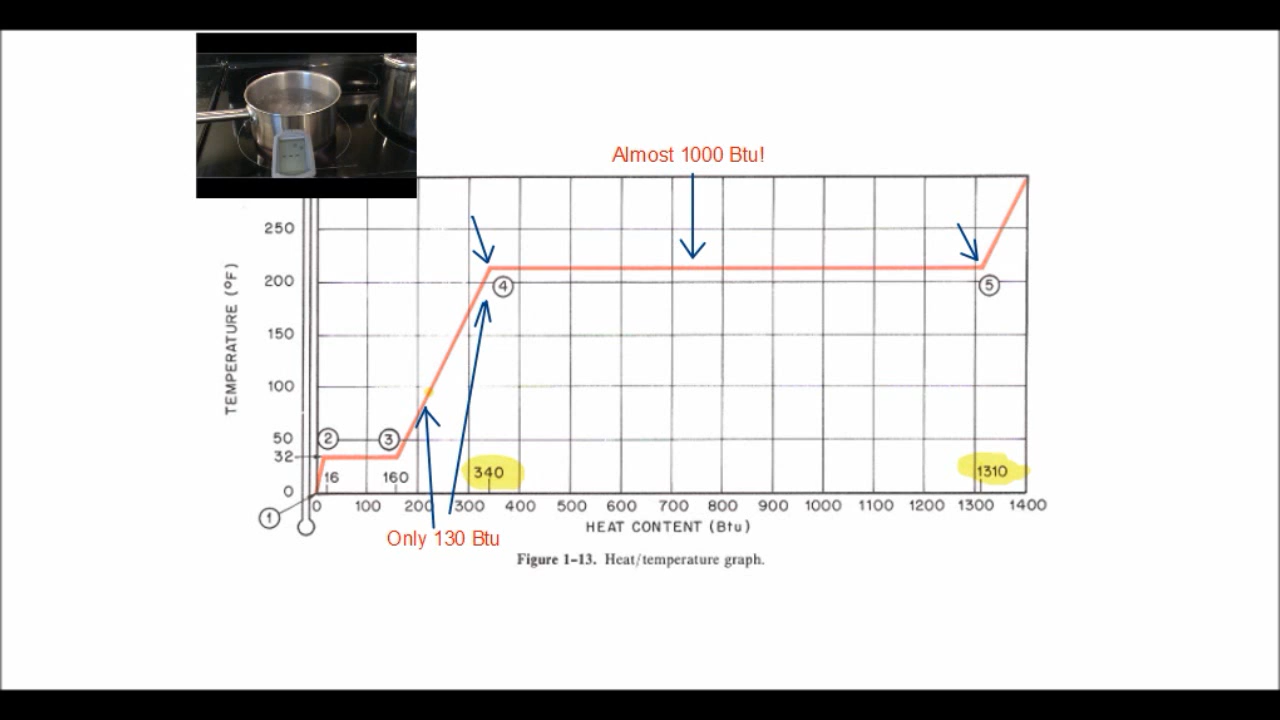 Almost 1000 Btu!
TEMPERATURE (°F)
250
200
150
100
50
32
0
①
②
③
④
⑤
16
160
340
1310
0 100 200 300 400 500 600 700 800 900 1000 1100 1200 1300 1400
HEAT CONTENT (Btu)
Only 130 Btu
Figure 1–13. Heat/temperature graph.